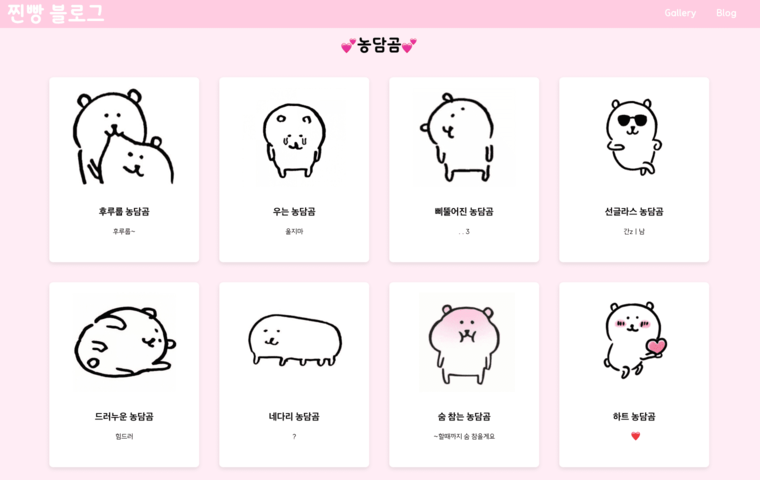 찐빵 블로그
Gallery Blog
💕농담곰💕
후루룹 농담곰
후루룹~
우는 농담곰
울지마
삐뚤어진 농담곰
. . 3
선글라스 농담곰
간zㅣ남
드러누운 농담곰
힘드러
네다리 농담곰
?
숨 참는 농담곰
~할때까지 숨 참을게요
하트 농담곰
❤️